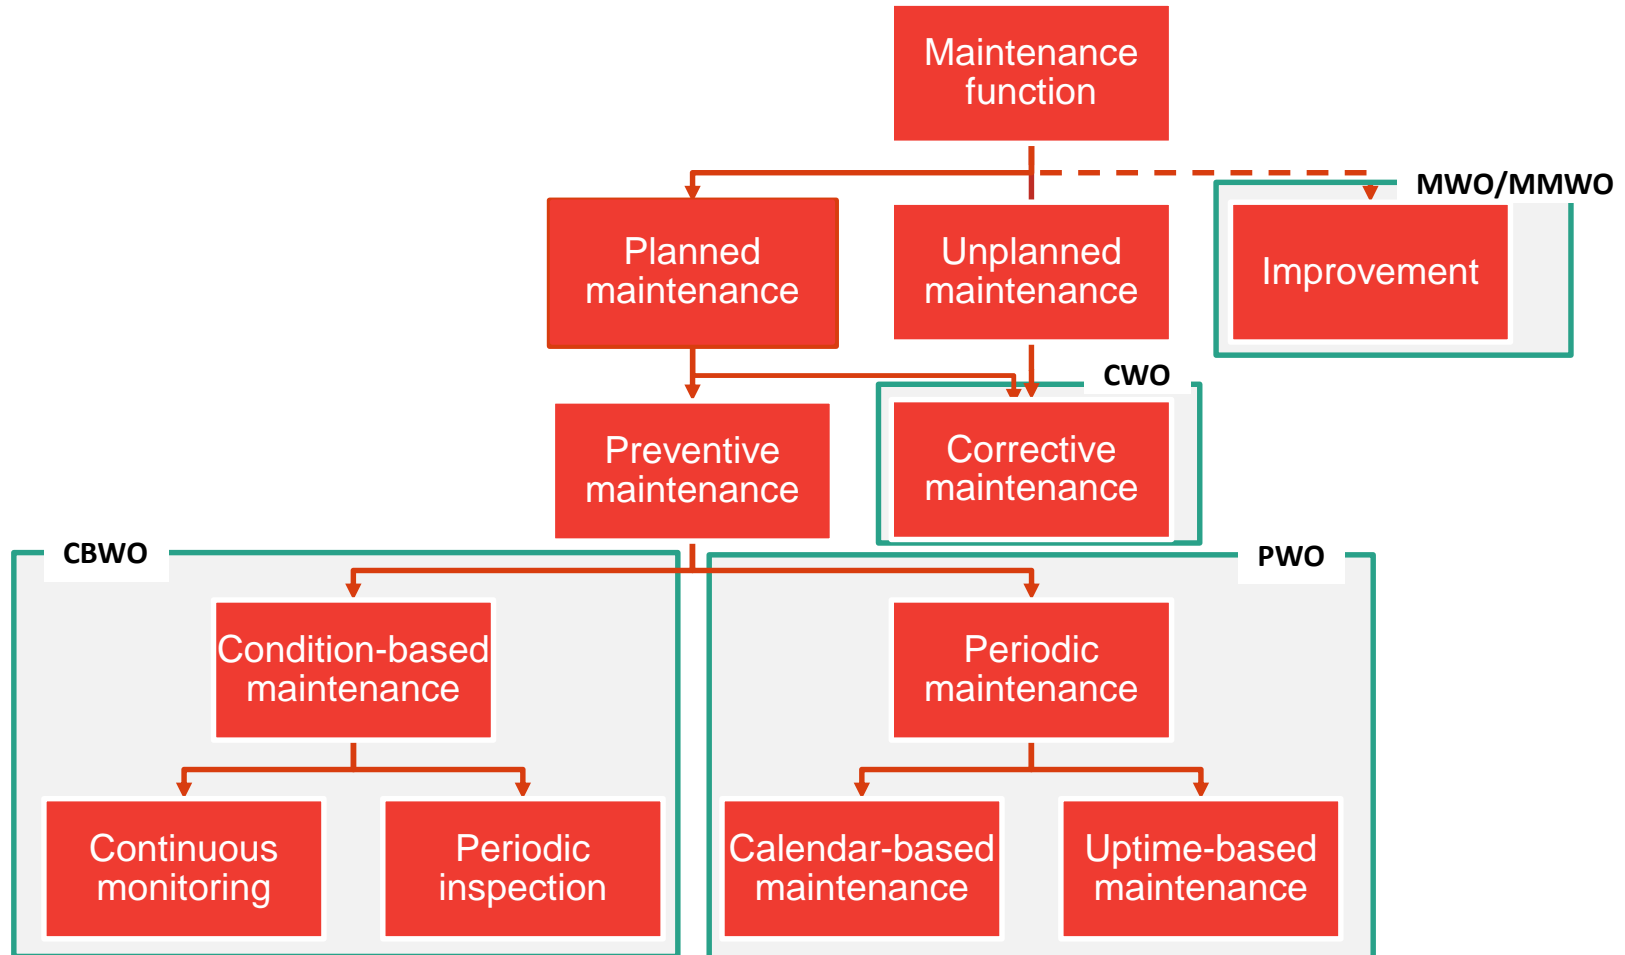 Maintenance
function
MWO/MMWO
Planned
maintenance
Unplanned
maintenance
Improvement
CWO
Preventive
maintenance
Corrective
maintenance
CBWO
PWO
Condition-based
maintenance
Periodic
maintenance
Continuous
monitoring
Periodic
inspection
Calendar-based
maintenance
Uptime-based
maintenance